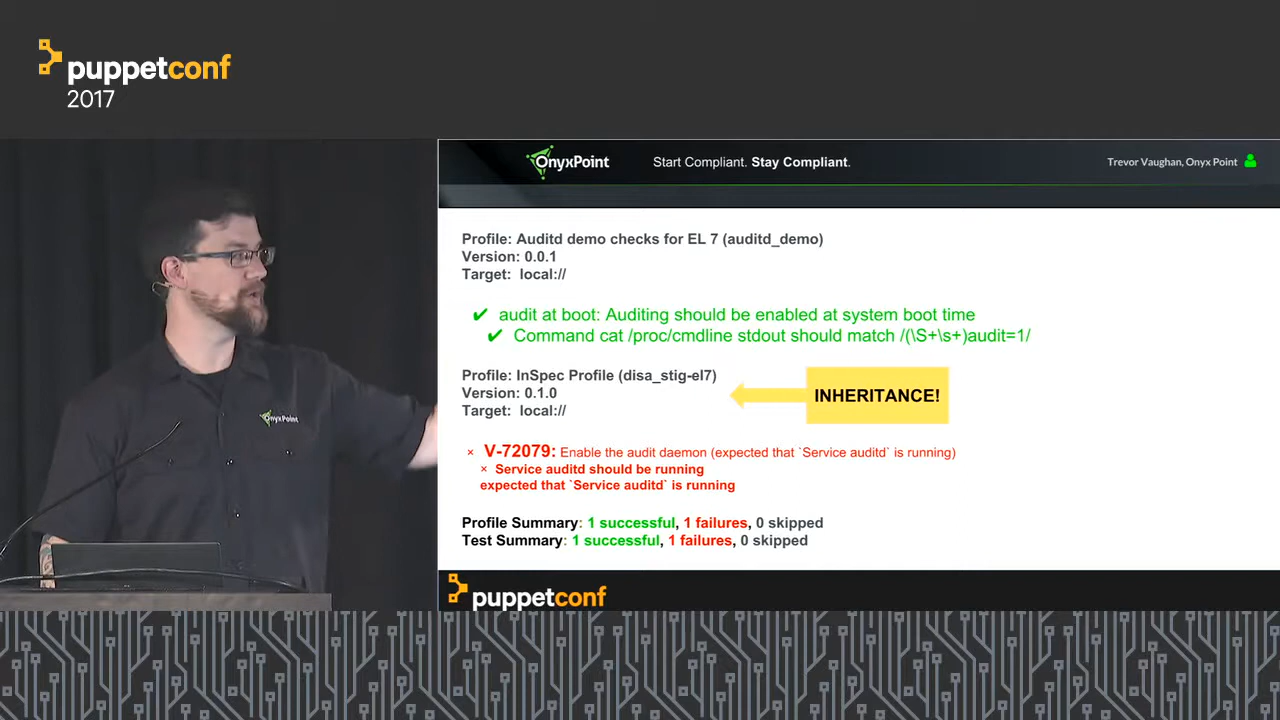 puppetconf
2017
OnyxPoint
Start Compliant. Stay Compliant.
Trevor Vaughan, Onyx Point
Profile: Auditd demo checks for EL 7 (auditd_demo)
Version: 0.0.1
Target: local://
✔ audit at boot: Auditing should be enabled at system boot time
✔ Command cat /proc/cmdline stdout should match /(\S+\s+)audit=1/
Profile: InSpec Profile (disa_stig-el7)
Version: 0.1.0
Target: local://
INHERITANCE!
× V-72079: Enable the audit daemon (expected that `Service auditd` is running)
× Service auditd should be running
expected that `Service auditd` is running
Profile Summary: 1 successful, 1 failures, 0 skipped
Test Summary: 1 successful, 1 failures, 0 skipped
puppetconf
OnyxPoint